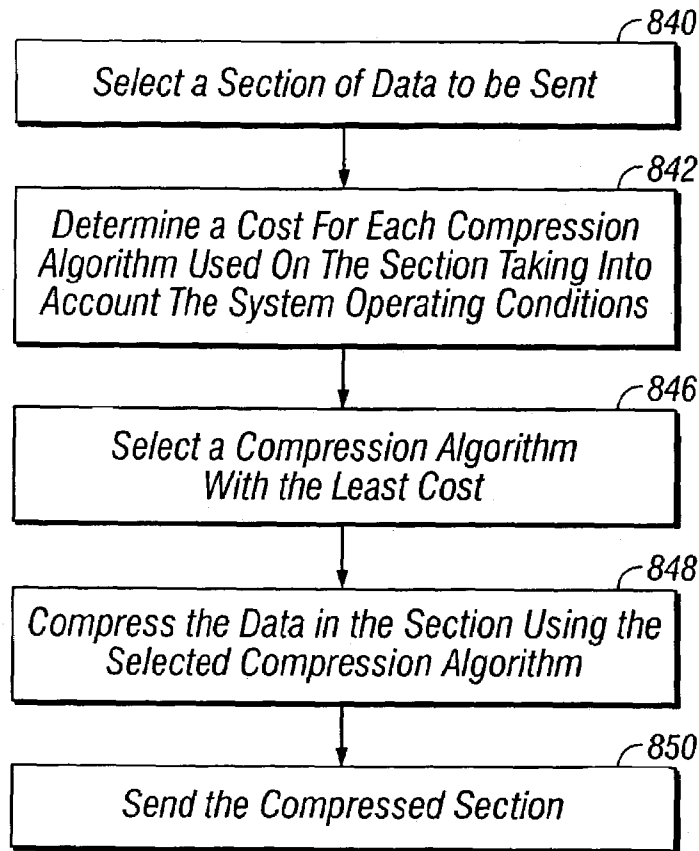 840
Select a Section of Data to be Sent
842
Determine a Cost For Each Compression
Algorithm Used On The Section Taking Into
Account The System Operating Conditions
846
Select a Compression Algorithm
With the Least Cost
848
Compress the Data in the Section Using the
Selected Compression Algorithm
850
Send the Compressed Section